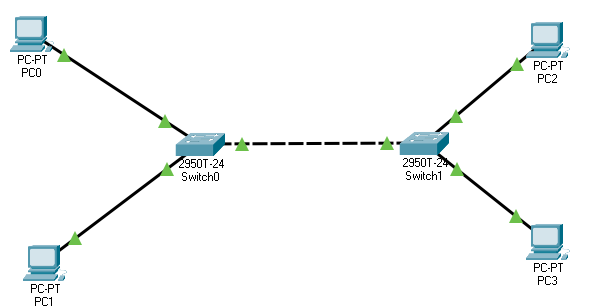 PC-PT
PC0
PC-PT
PC2
2950T-24
Switch0
2950T-24
Switch1
PC-PT
PC1
PC-PT
PC3